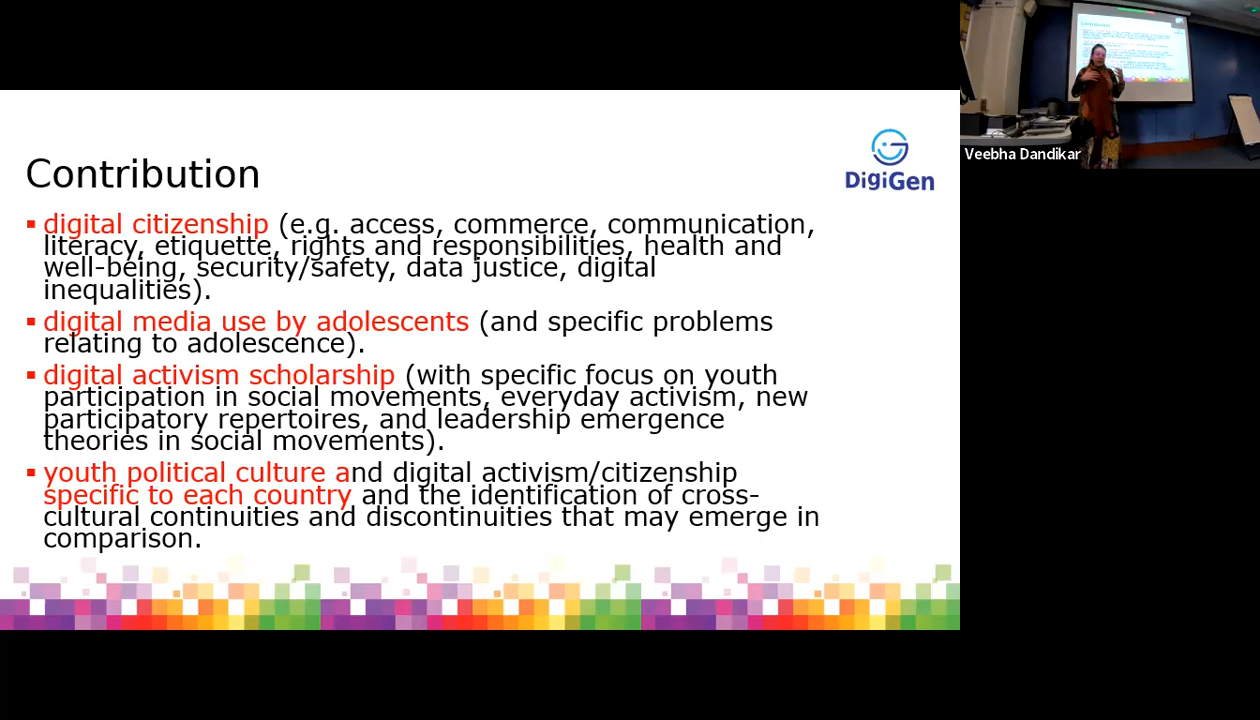 Contribution
DigiGen
▪ digital citizenship (e.g. access, commerce, communication,
literacy, etiquette, rights and responsibilities, health and
well-being, security/safety, data justice, digital
inequalities).
▪ digital media use by adolescents (and specific problems
relating to adolescence).
▪ digital activism scholarship (with specific focus on youth
participation in social movements, everyday activism, new
participatory repertoires, and leadership emergence
theories in social movements).
▪ youth political culture and digital activism/citizenship
specific to each country and the identification of cross-
cultural continuities and discontinuities that may emerge in
comparison.
Veebha Dandikar